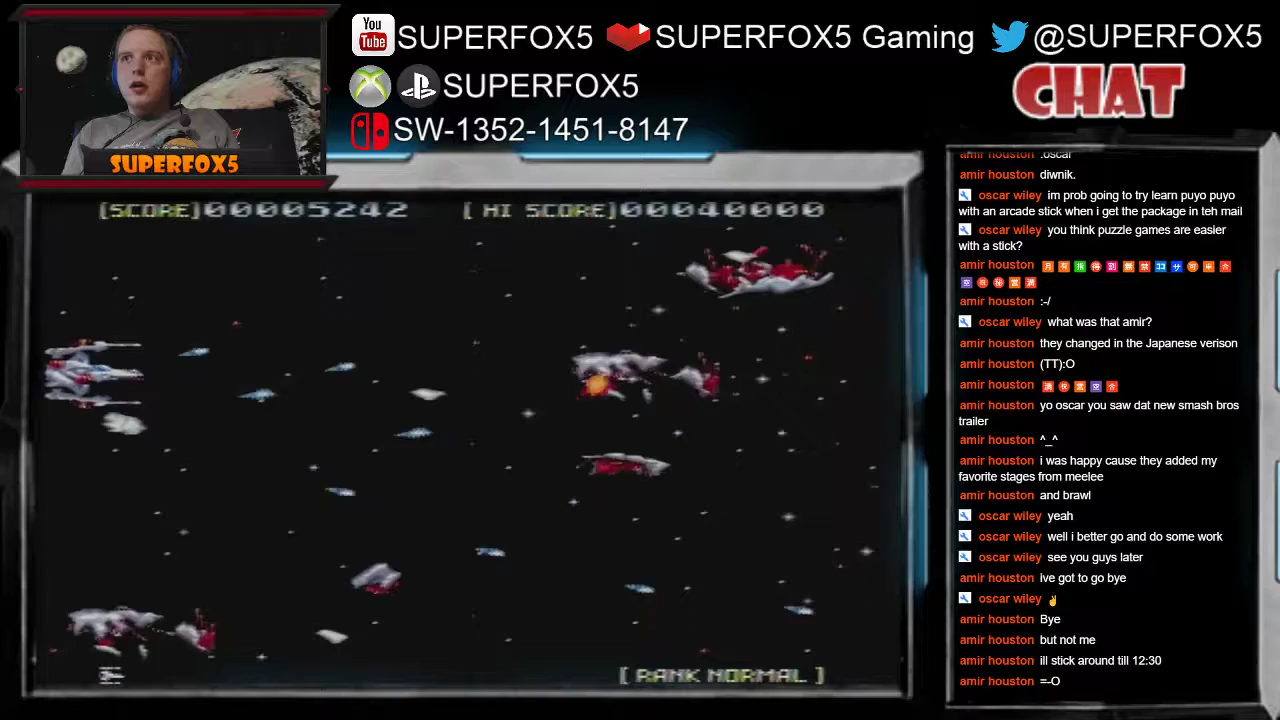 You
Tube
SUPERFOX5
SUPERFOX5 Gaming
@SUPERFOX5
SUPERFOX5
SW-1352-1451-8147
CHAT
SUPERFOX5
[SCORE]00005242
[ HI SCORE]00040000
[ RANK NORMAL ]
amir houston .oscar
amir houston diwnik.
oscar wiley im prob going to try learn puyo puyo
with an arcade stick when i get the package in teh mail
oscar wiley you think puzzle games are easier
with a stick?
amir houston
amir houston :-/
oscar wiley what was that amir?
amir houston they changed in the Japanese verison
amir houston (TT):O
amir houston
amir houston yo oscar you saw dat new smash bros
trailer
amir houston ^_^
amir houston i was happy cause they added my
favorite stages from meelee
amir houston and brawl
oscar wiley yeah
oscar wiley well i better go and do some work
oscar wiley see you guys later
amir houston ive got to go bye
oscar wiley ✌
amir houston Bye
amir houston but not me
amir houston ill stick around till 12:30
amir houston =-O